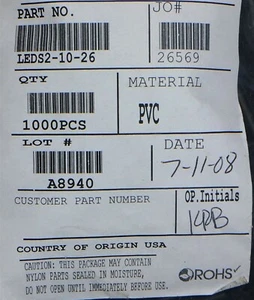 PART NO. JO#
LEDS2-10-26 26569
QTY MATERIAL
1000PCS PVC
LOT # DATE
A8940 7-11-08
CUSTOMER PART NUMBER OP.Initials
COUNTRY OF ORIGIN USA
CAUTION: THIS PACKAGE MAY CONTAIN
NYLON PARTS SEALED IN MOISTURE,
DO NOT OPEN UNTIL IMMEDIATELY BEFORE USE.
ROHS